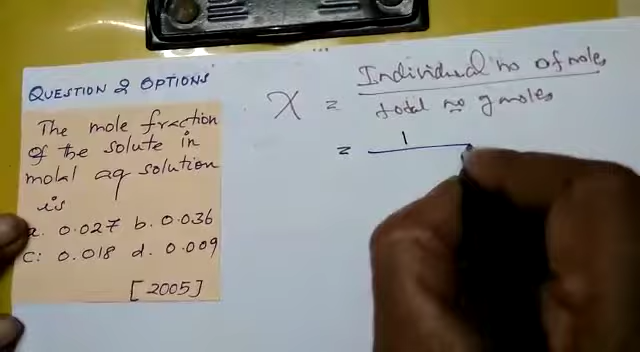 QUESTION & OPTIONS
The mole fraction
of the solute in
molal aq solution
is
a. 0.027 b. 0.036
c: 0.018 d. 0.009
[2005]
X = Individual no of moles
total no of moles
= 1